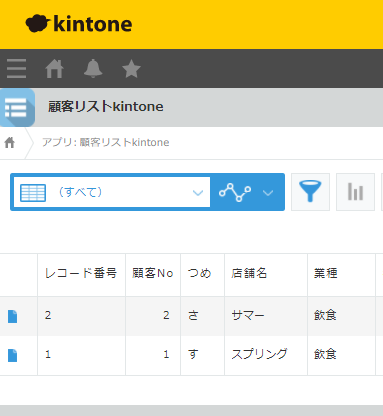 kintone
顧客リストkintone
アプリ: 顧客リストkintone
(すべて)
レコード番号 顧客No つめ 店舗名 業種
2 2 さ サマー 飲食
1 1 す スプリング 飲食